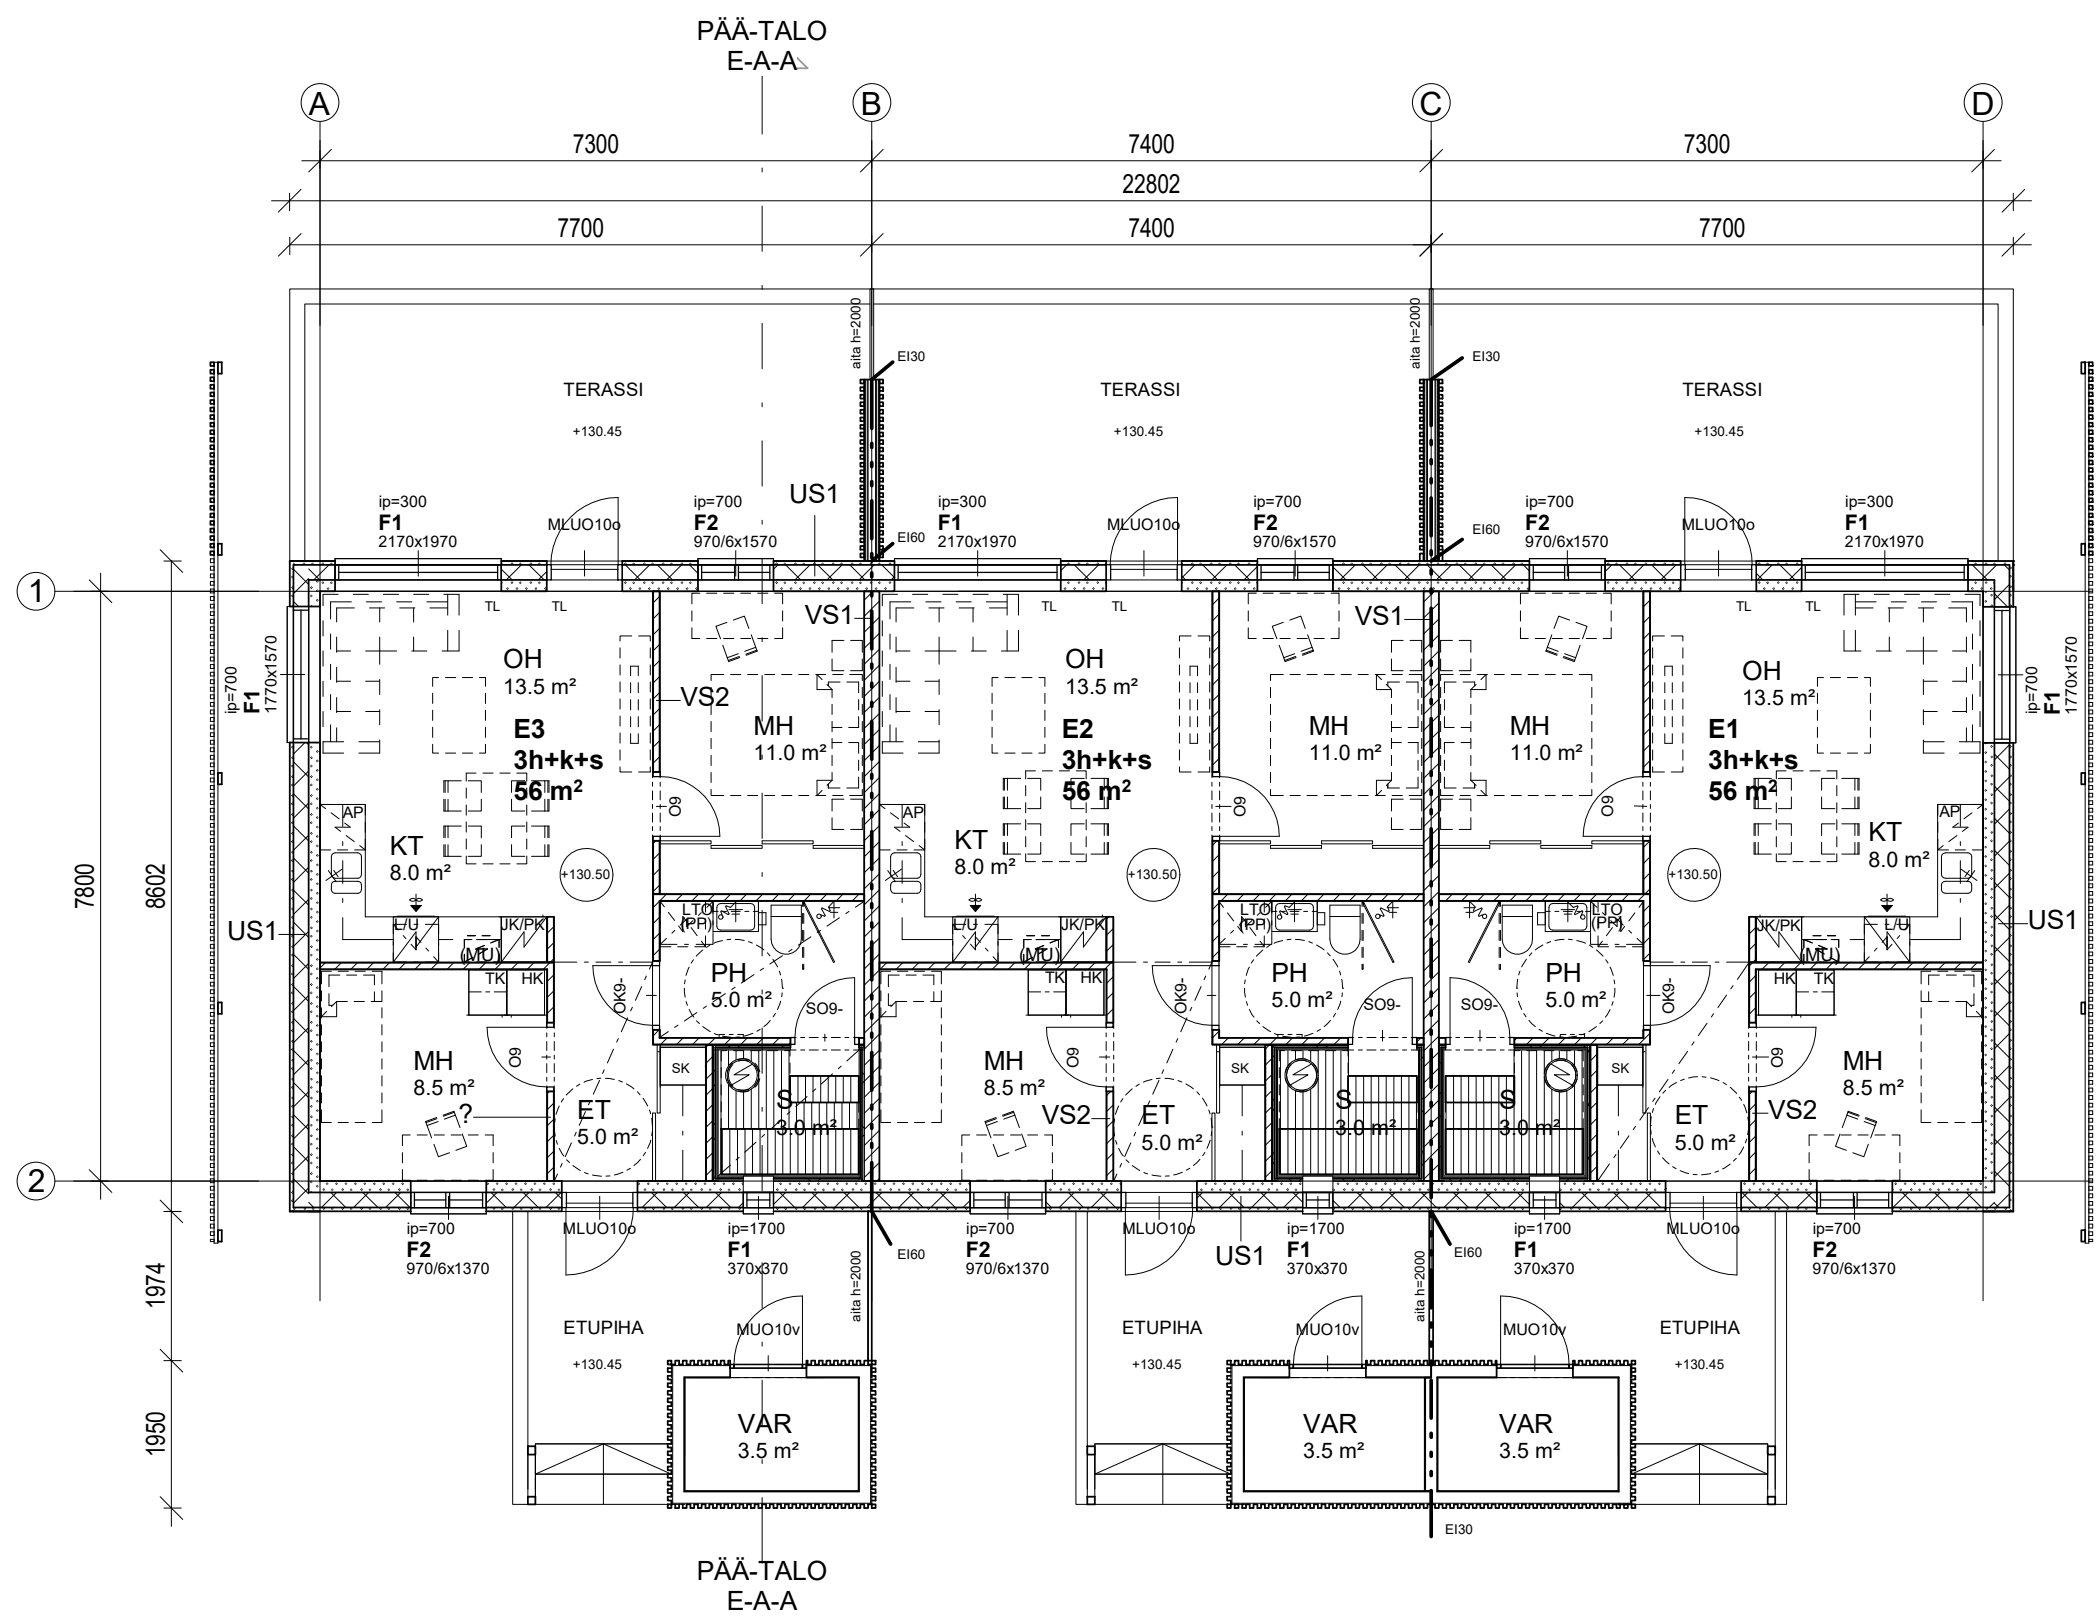 PÄÄ-TALO
E-A-A
A
B
C
D
7300
7400
7300
22802
7700
7400
7700
aita h=2000
aita h=2000
EI30
EI30
TERASSI
+130.45
TERASSI
+130.45
TERASSI
+130.45
ip=300
F1
2170x1970
MLUO10o
ip=700
F2
970/6x1570
US1
EI60
ip=300
F1
2170x1970
MLUO10o
ip=700
F2
970/6x1570
EI60
ip=700
F2
970/6x1570
MLUO10o
ip=300
F1
2170x1970
1
2
7800
8602
1974
1950
ip=700
F1
1770x1570
US1
TL
TL
OH
13.5 m²
E3
3h+k+s
56 m²
VS2
VS1
MH
11.0 m²
O9
AP
KT
8.0 m²
+130.50
L/U
(MU)
JK/PK
LTO
(PP)
PH
5.0 m²
OK9-
SO9-
TK
HK
MH
8.5 m²
O9
?
ET
5.0 m²
SK
S
3.0 m²
TL
TL
OH
13.5 m²
E2
3h+k+s
56 m²
VS1
MH
11.0 m²
O9
AP
KT
8.0 m²
+130.50
L/U
(MU)
JK/PK
LTO
(PP)
PH
5.0 m²
OK9-
SO9-
TK
HK
MH
8.5 m²
O9
VS2
ET
5.0 m²
SK
S
3.0 m²
MH
11.0 m²
O9
TL
TL
OH
13.5 m²
E1
3h+k+s
56 m²
ip=700
F1
1770x1570
AP
KT
8.0 m²
+130.50
JK/PK
(MU)
L/U
US1
LTO
(PP)
PH
5.0 m²
SO9-
OK9-
HK
TK
O9
MH
8.5 m²
VS2
ET
5.0 m²
SK
S
3.0 m²
ip=700
F2
970/6x1370
MLUO10o
ip=1700
F1
370x370
EI60
aita h=2000
ip=700
F2
970/6x1370
MLUO10o
US1
ip=1700
F1
370x370
aita h=2000
EI60
ip=1700
F1
370x370
MLUO10o
ip=700
F2
970/6x1370
ETUPIHA
+130.45
MUO10v
ETUPIHA
+130.45
MUO10v
MUO10v
ETUPIHA
+130.45
VAR
3.5 m²
VAR
3.5 m²
VAR
3.5 m²
EI30
PÄÄ-TALO
E-A-A